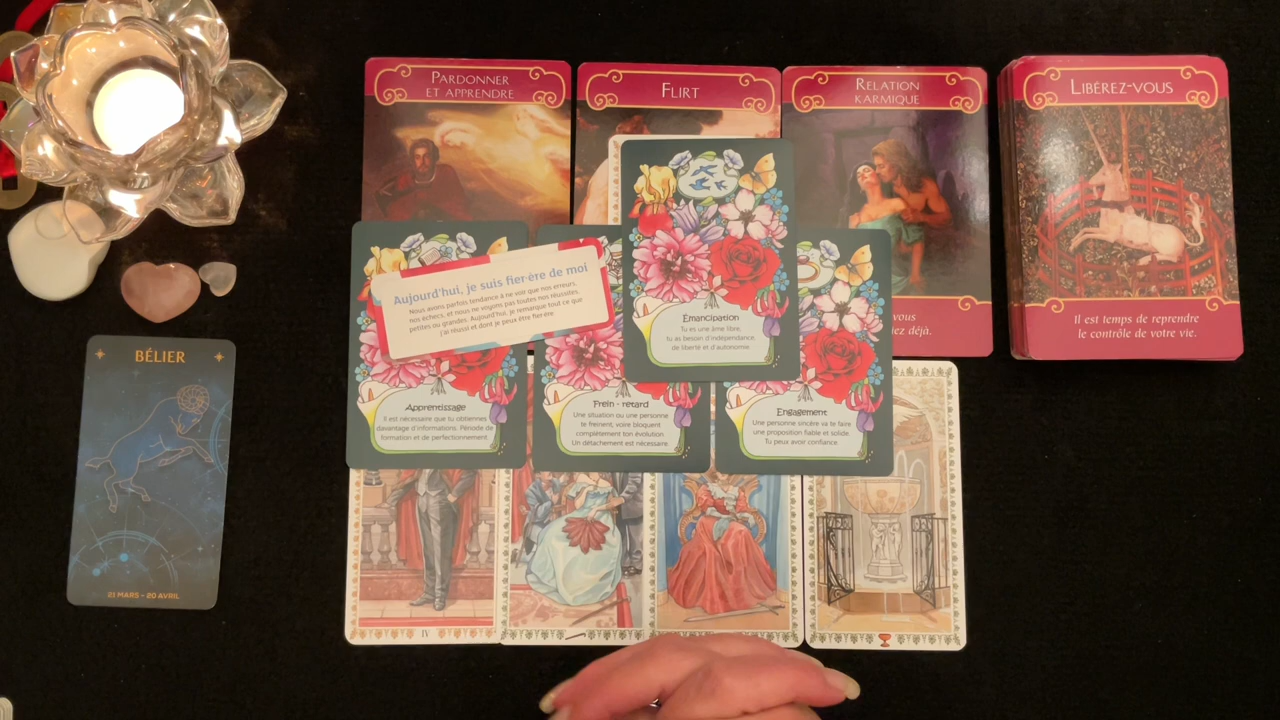 PARDONNER
ET APPRENDRE
FLIRT
RELATION
KARMIQUE
LIBÉREZ-VOUS
Il est temps de reprendre
le contrôle de votre vie.
vous
iez déjà.
Aujourd'hui, je suis fier·ère de moi
Nous avons parfois tendance à ne voir que nos erreurs,
nos échecs, et nous ne voyons pas toutes nos réussites,
petites ou grandes. Aujourd'hui, je remarque tout ce que
j'ai réussi et dont je peux être fier·ère.
Émancipation
Tu es une âme libre,
tu as besoin d'indépendance,
de liberté et d'autonomie.
Apprentissage
Il est nécessaire que tu obtiennes
davantage d'informations. Période de
formation et de perfectionnement.
Frein - retard
Une situation ou une personne
te freinent, voire bloquent
complètement ton évolution.
Un détachement est nécessaire.
Engagement
Une personne sincère va te faire
une proposition fiable et solide.
Tu peux avoir confiance.
BÉLIER
21 MARS - 20 AVRIL
IV